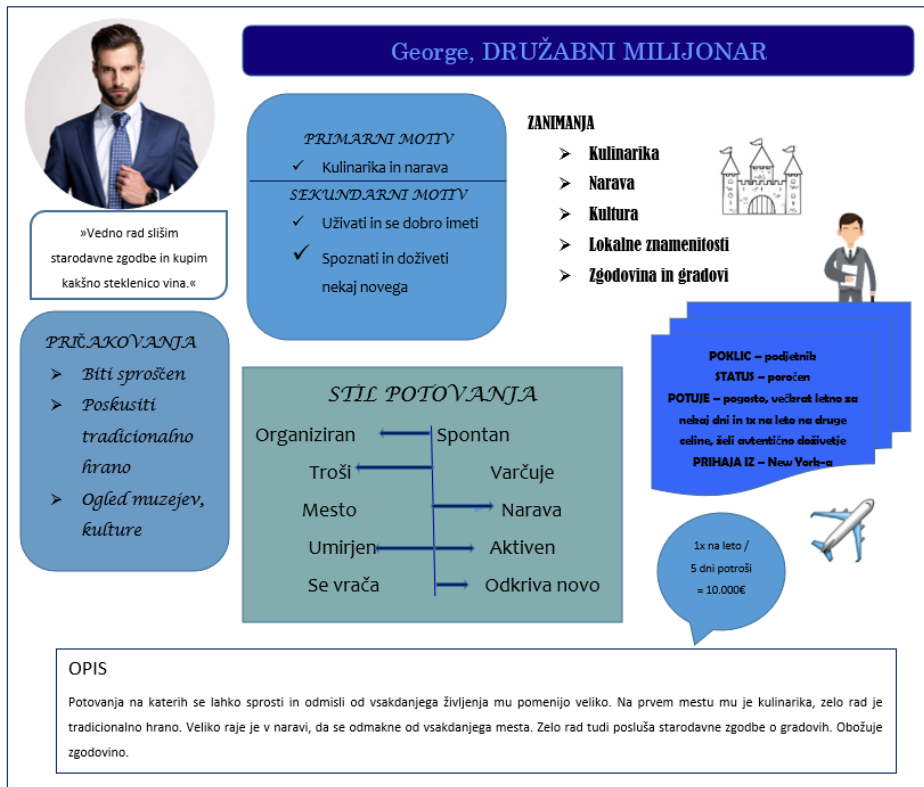 George, DRUŽABNI MILIJONAR
»Vedno rad slišim
starodavne zgodbe in kupim
kakšno steklenico vina.«
PRIMARNI MOTIV
✓ Kulinarika in narava
SEKUNDARNI MOTIV
✓ Uživati in se dobro imeti
✓ Spoznati in doživeti
nekaj novega
ZANIMANJA
➢ Kulinarika
➢ Narava
➢ Kultura
➢ Lokalne znamenitosti
➢ Zgodovina in gradovi
PRIČAKOVANJA
➢ Biti sproščen
➢ Poskusiti
tradicionalno
hrano
➢ Ogled muzejev,
kulture
STIL POTOVANJA
Organiziran Spontan
Troši Varčuje
Mesto Narava
Umirjen Aktiven
Se vrača Odkriva novo
POKLIC – podjetnik
STATUS – poročen
POTUJE – pogosto, večkrat letno za
nekaj dni in 1x na leto na druge
celine, želi avtentično doživetje
PRIHAJA IZ – New York-a
1x na leto /
5 dni potroši
= 10.000€
OPIS
Potovanja na katerih se lahko sprosti in odmisli od vsakdanjega življenja mu pomenijo veliko. Na prvem mestu mu je kulinarika, zelo rad je
tradicionalno hrano. Veliko raje je v naravi, da se odmakne od vsakdanjega mesta. Zelo rad tudi posluša starodavne zgodbe o gradovih. Obožuje
zgodovino.